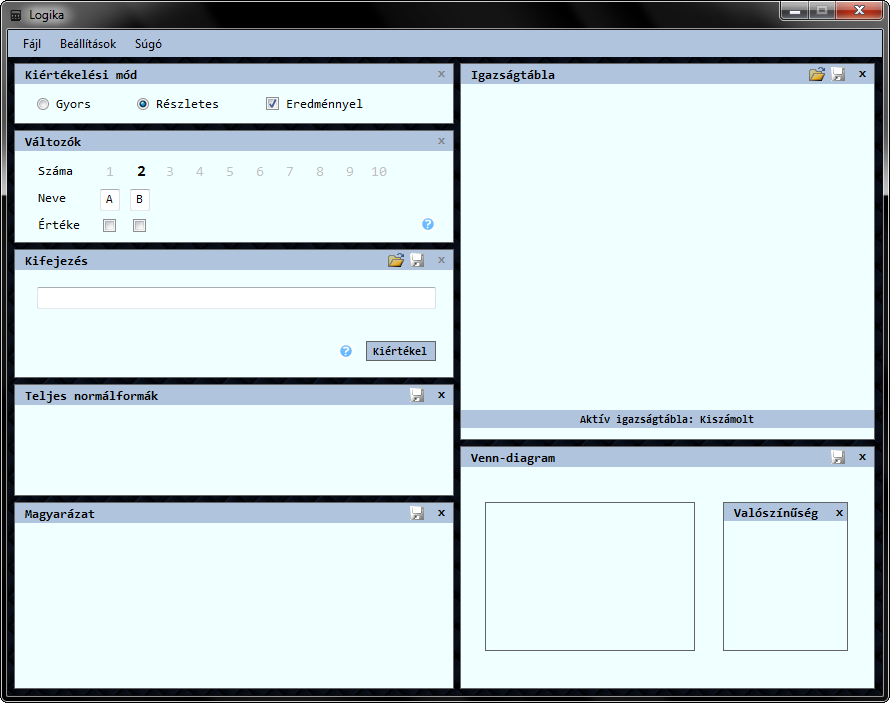 Logika
Fájl Beállítások Súgó
Kiértékelési mód x
Gyors Részletes Eredménnyel
Változók x
Száma 1 2 3 4 5 6 7 8 9 10
Neve A B
Értéke ?
Kifejezés x
? Kiértékel
Teljes normálformák x
Magyarázat x
Igazságtábla x
Aktív igazságtábla: Kiszámolt
Venn-diagram x
Valószínűség x